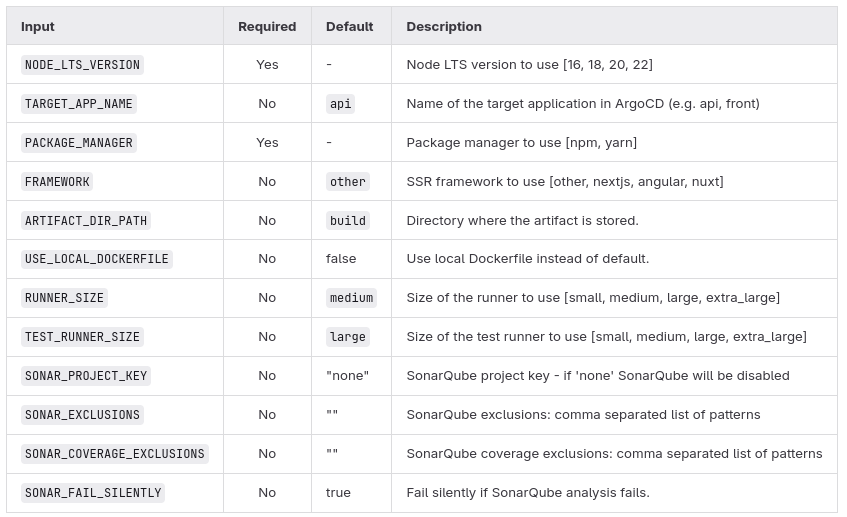 Input Required Default Description
NODE_LTS_VERSION Yes - Node LTS version to use [16, 18, 20, 22]
TARGET_APP_NAME No api Name of the target application in ArgoCD (e.g. api, front)
PACKAGE_MANAGER Yes - Package manager to use [npm, yarn]
FRAMEWORK No other SSR framework to use [other, nextjs, angular, nuxt]
ARTIFACT_DIR_PATH No build Directory where the artifact is stored.
USE_LOCAL_DOCKERFILE No false Use local Dockerfile instead of default.
RUNNER_SIZE No medium Size of the runner to use [small, medium, large, extra_large]
TEST_RUNNER_SIZE No large Size of the test runner to use [small, medium, large, extra_large]
SONAR_PROJECT_KEY No "none" SonarQube project key - if 'none' SonarQube will be disabled
SONAR_EXCLUSIONS No "" SonarQube exclusions: comma separated list of patterns
SONAR_COVERAGE_EXCLUSIONS No "" SonarQube coverage exclusions: comma separated list of patterns
SONAR_FAIL_SILENTLY No true Fail silently if SonarQube analysis fails.